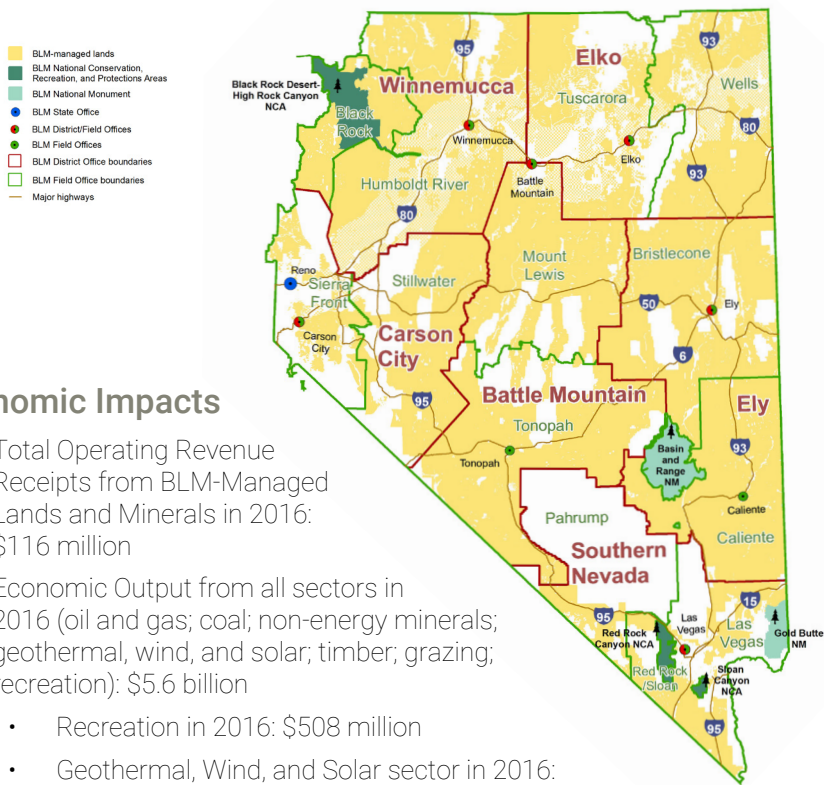 BLM-managed lands
BLM National Conservation,
Recreation, and Protections Areas
BLM National Monument
BLM State Office
BLM District/Field Offices
BLM Field Offices
BLM District Office boundaries
BLM Field Office boundaries
Major highways
95
Elko
93
Black Rock Desert-
High Rock Canyon
NCA
Winnemucca
Tuscarora
Wells
Black
Rock
Winnemucca
Elko
80
Battle
Mountain
93
Humboldt River
80
Reno
Sierra
Front
Stillwater
Mount
Lewis
Bristlecone
50
Ely
Carson
City
Carson
City
6
95
Battle Mountain
Ely
Tonopah
Tonopah
Basin
and
Range
NM
93
Caliente
Caliente
Pahrump
Southern
Nevada
95
15
Las
Vegas
Las
Vegas
Gold Butte
NM
Red Rock
Canyon NCA
Red Rock
/Sloan
Sloan
Canyon
NCA
95
nomic Impacts
Total Operating Revenue
Receipts from BLM-Managed
Lands and Minerals in 2016:
$116 million
Economic Output from all sectors in
2016 (oil and gas; coal; non-energy minerals;
geothermal, wind, and solar; timber; grazing;
recreation): $5.6 billion
• Recreation in 2016: $508 million
• Geothermal, Wind, and Solar sector in 2016: